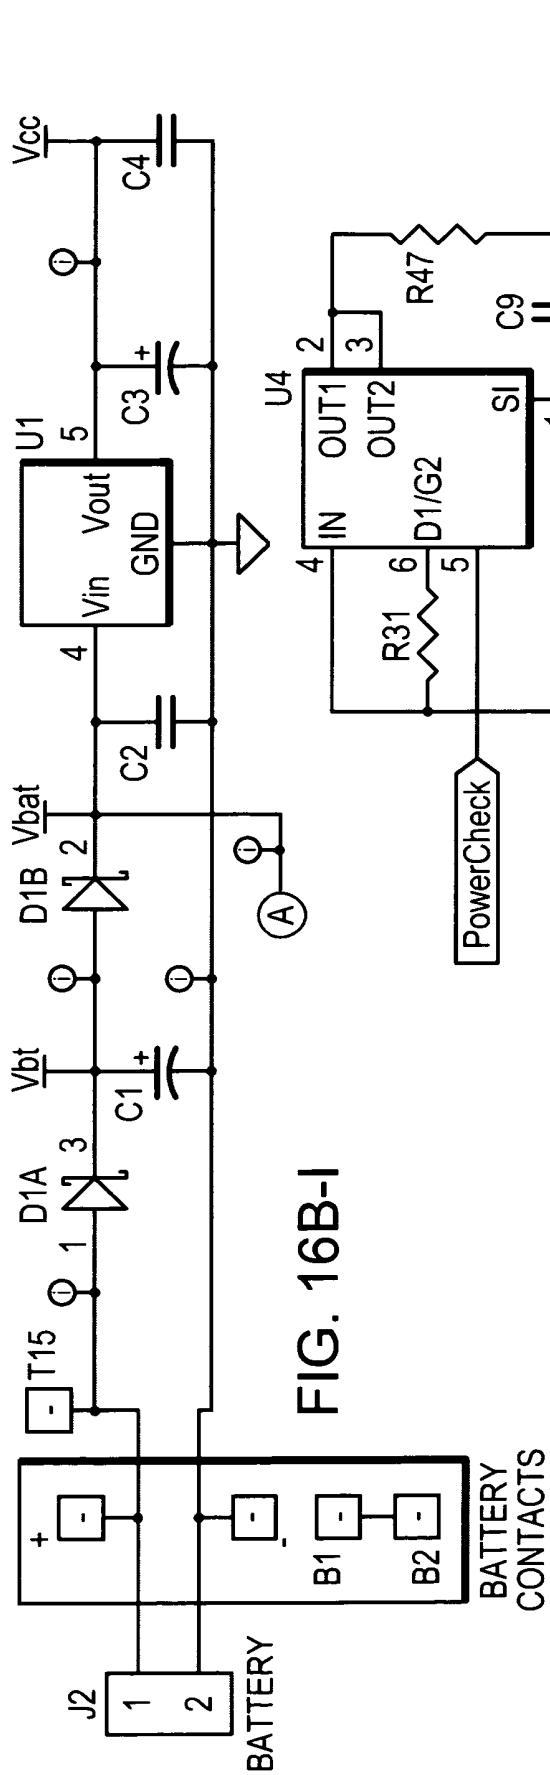 J2
1
2
BATTERY
+
-
-
-
B1
-
B2
-
BATTERY
CONTACTS
T15
-
i
1
D1A
3
Vbt
C1
+
i
i
D1B
2
Vbat
i
A
C2
4
U1
Vin
Vout
GND
5
C3
+
i
C4
Vcc
FIG. 16B-I
PowerCheck
R31
4
6
5
U4
IN
OUT1
OUT2
D1/G2
SI
2
3
R47
C9